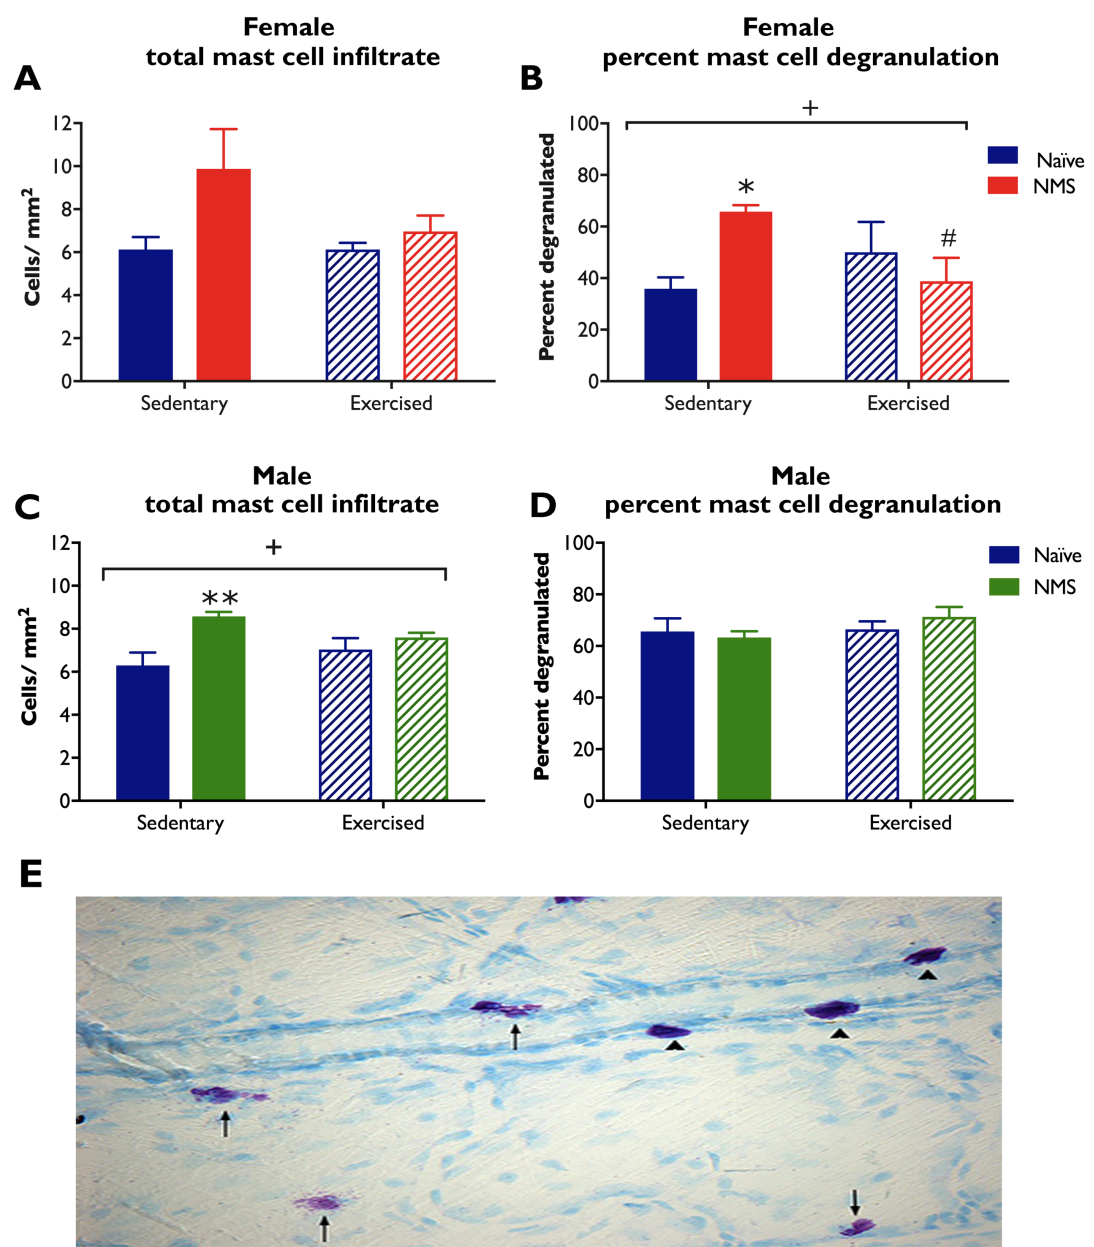 Female
total mast cell infiltrate
A
12
10
8
6
4
2
0
Cells/ mm²
Sedentary
Exercised
Female
percent mast cell degranulation
B
+
100
80
60
40
20
0
Percent degranulated
*
#
Sedentary
Exercised
Naïve
NMS
Male
total mast cell infiltrate
C
+
12
10
8
6
4
2
0
Cells/ mm²
**
Sedentary
Exercised
Male
percent mast cell degranulation
D
100
80
60
40
20
0
Percent degranulated
Sedentary
Exercised
Naïve
NMS
E